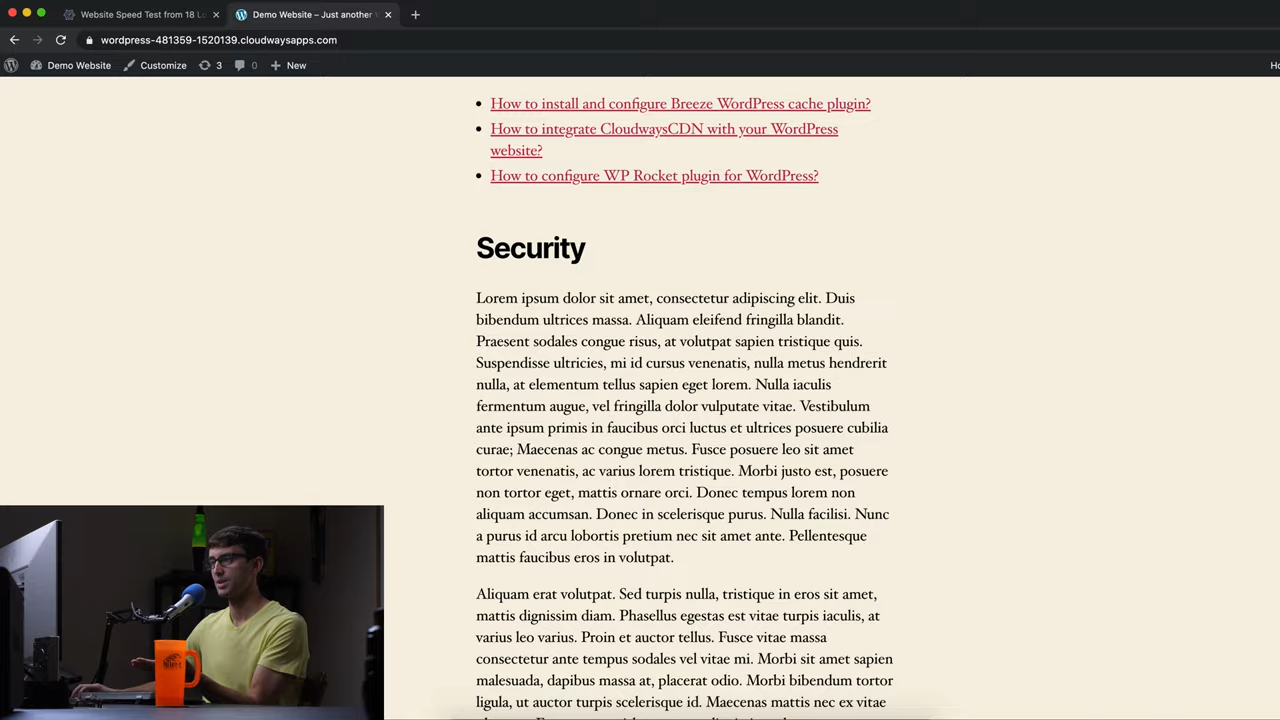 Website Speed Test from 18 Lo
Demo Website – Just another
wordpress-481359-1520139.cloudwaysapps.com
Demo Website
Customize
3
0
New
Ho
How to install and configure Breeze WordPress cache plugin?
How to integrate CloudwaysCDN with your WordPress
website?
How to configure WP Rocket plugin for WordPress?
Security
Lorem ipsum dolor sit amet, consectetur adipiscing elit. Duis
bibendum ultrices massa. Aliquam eleifend fringilla blandit.
Praesent sodales congue risus, at volutpat sapien tristique quis.
Suspendisse ultricies, mi id cursus venenatis, nulla metus hendrerit
nulla, at elementum tellus sapien eget lorem. Nulla iaculis
fermentum augue, vel fringilla dolor vulputate vitae. Vestibulum
ante ipsum primis in faucibus orci luctus et ultrices posuere cubilia
curae; Maecenas ac congue metus. Fusce posuere leo sit amet
tortor venenatis, ac varius lorem tristique. Morbi justo est, posuere
non tortor eget, mattis ornare orci. Donec tempus lorem non
aliquam accumsan. Donec in scelerisque purus. Nulla facilisi. Nunc
a purus id arcu lobortis pretium nec sit amet ante. Pellentesque
mattis faucibus eros in volutpat.
Aliquam erat volutpat. Sed turpis nulla, tristique in eros sit amet,
mattis dignissim diam. Phasellus egestas est vitae turpis iaculis, at
varius leo varius. Proin et auctor tellus. Fusce vitae massa
consectetur ante tempus sodales vel vitae mi. Morbi sit amet sapien
malesuada, dapibus massa at, placerat odio. Morbi bibendum tortor
ligula, ut auctor turpis scelerisque id. Maecenas mattis nec ex vitae